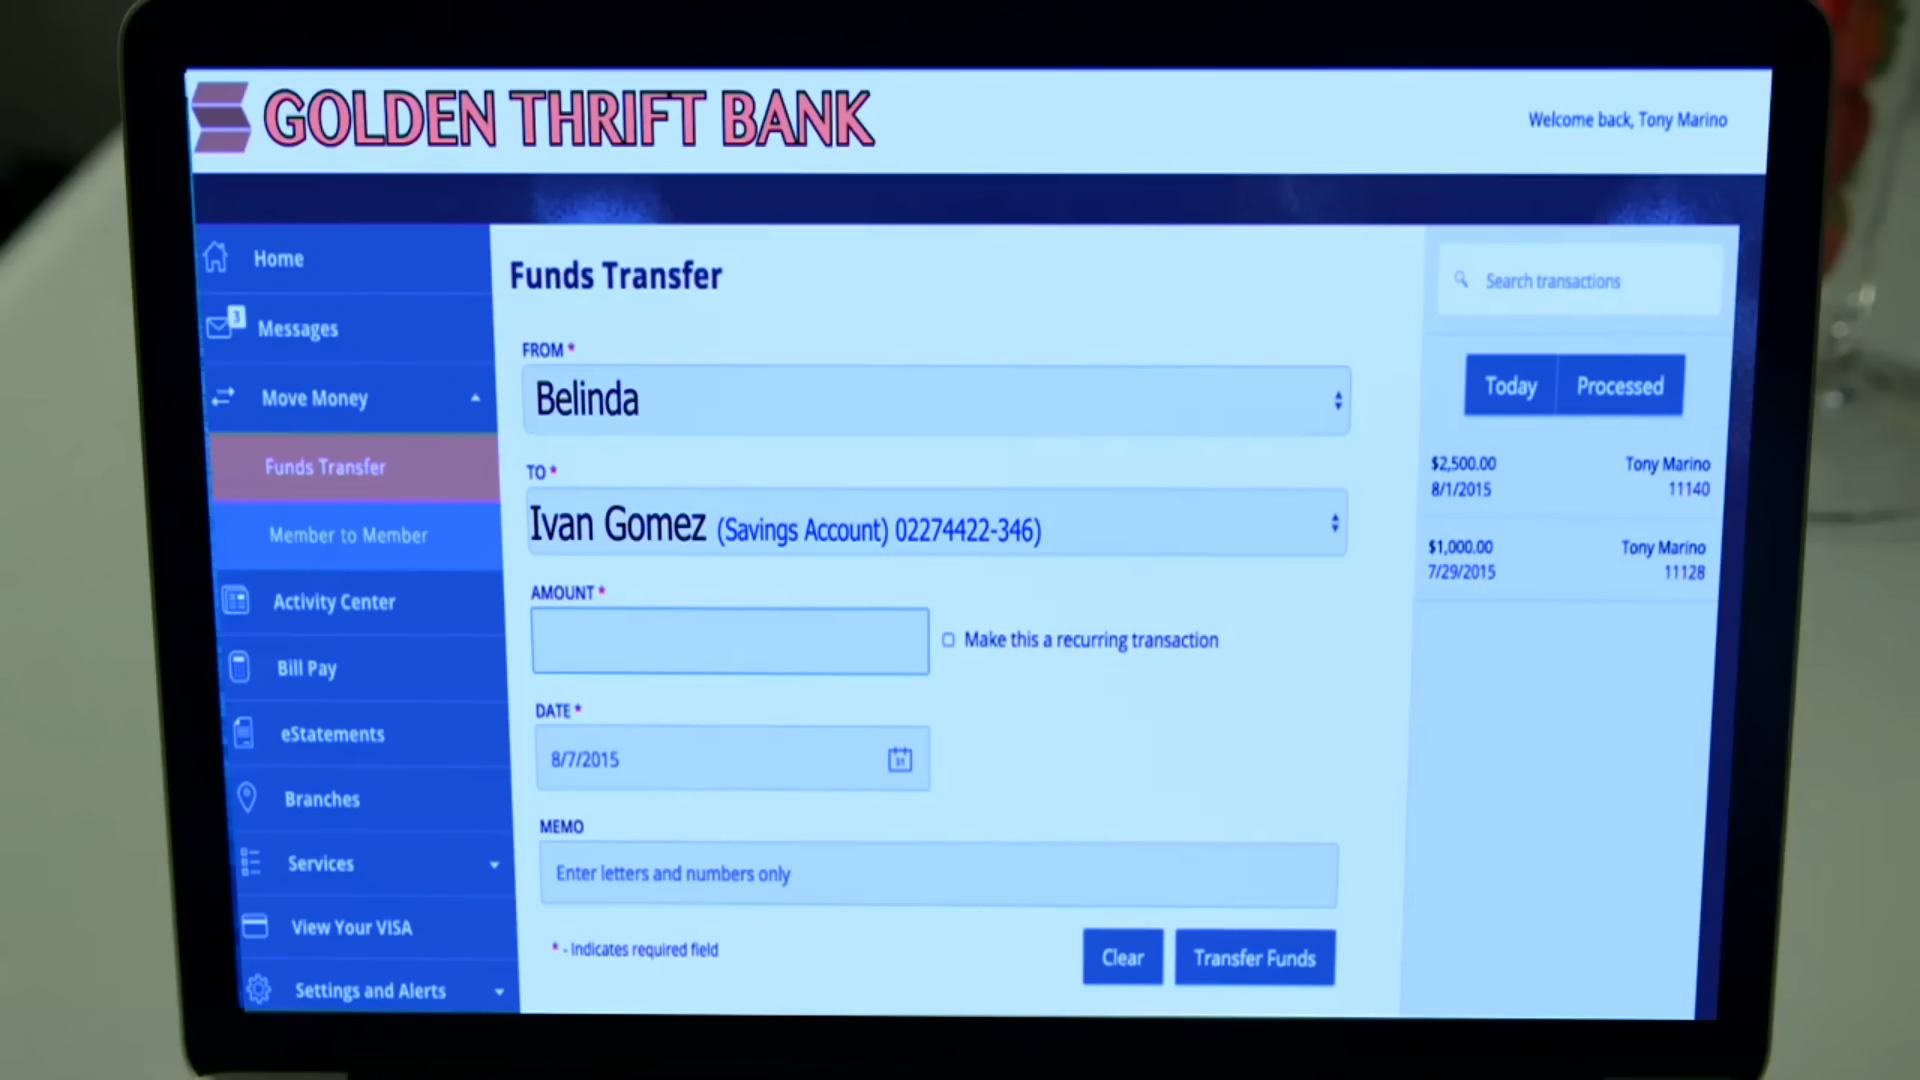 GOLDEN THRIFT BANK
Welcome back, Tony Marino
Home
3
Messages
Move Money
Funds Transfer
Member to Member
Activity Center
Bill Pay
eStatements
Branches
Services
View Your VISA
Settings and Alerts
Funds Transfer
FROM *
Belinda
TO *
Ivan Gomez (Savings Account) 02274422-346)
AMOUNT *
Make this a recurring transaction
DATE *
8/7/2015
31
MEMO
Enter letters and numbers only
* - Indicates required field
Clear
Transfer Funds
Search transactions
Today
Processed
$2,500.00 Tony Marino
8/1/2015 11140
$1,000.00 Tony Marino
7/29/2015 11128